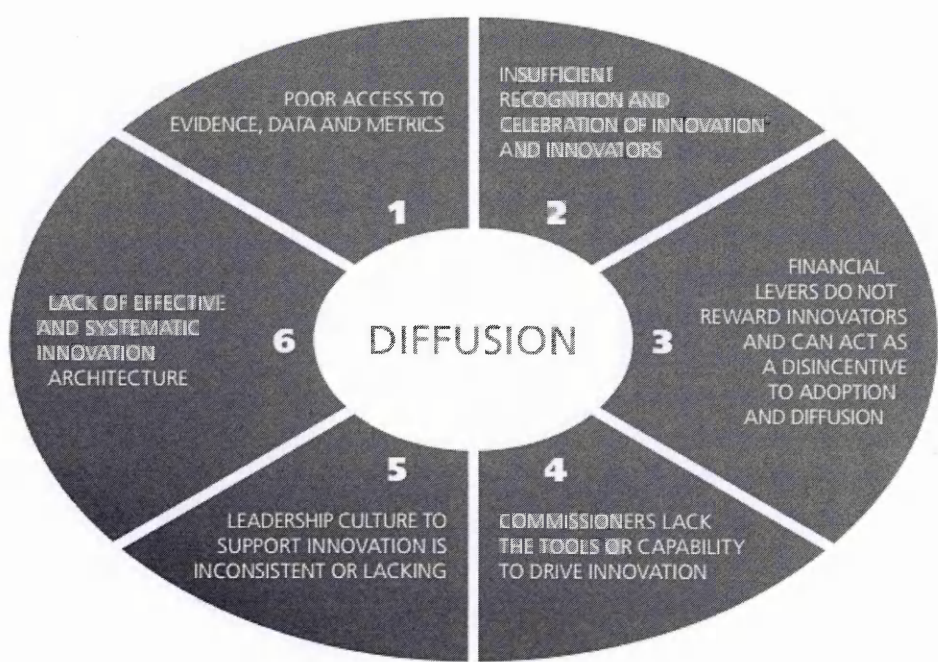 POOR ACCESS TO
EVIDENCE, DATA AND METRICS
1
INSUFFICIENT
RECOGNITION AND
CELEBRATION OF INNOVATION
AND INNOVATORS
2
FINANCIAL
LEVERS DO NOT
REWARD INNOVATORS
AND CAN ACT AS
A DISINCENTIVE
TO ADOPTION
AND DIFFUSION
3
4
COMMISSIONERS LACK
THE TOOLS OR CAPABILITY
TO DRIVE INNOVATION
5
LEADERSHIP CULTURE TO
SUPPORT INNOVATION IS
INCONSISTENT OR LACKING
LACK OF EFFECTIVE
AND SYSTEMATIC
INNOVATION
ARCHITECTURE
6
DIFFUSION